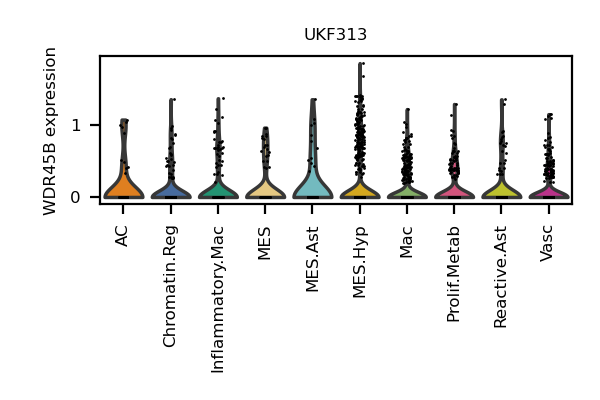 UKF313
WDR45B expression
1
0
AC
Chromatin.Reg
Inflammatory.Mac
MES
MES.Ast
MES.Hyp
Mac
Prolif.Metab
Reactive.Ast
Vasc